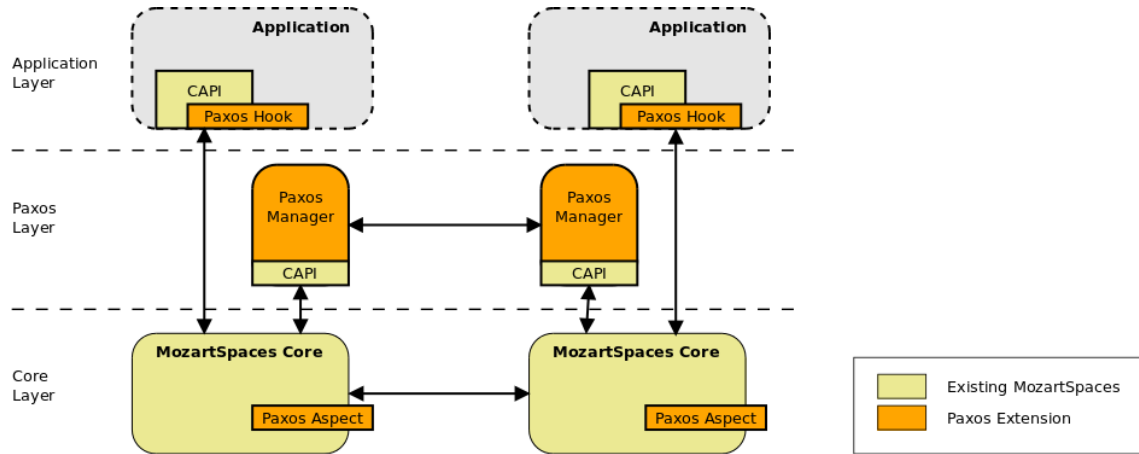 Application
Application
Application
Layer
CAPI
CAPI
Paxos Hook
Paxos Hook
Paxos
Layer
Paxos
Manager
Paxos
Manager
CAPI
CAPI
MozartSpaces Core
MozartSpaces Core
Core
Layer
Existing MozartSpaces
Paxos Aspect
Paxos Aspect
Paxos Extension